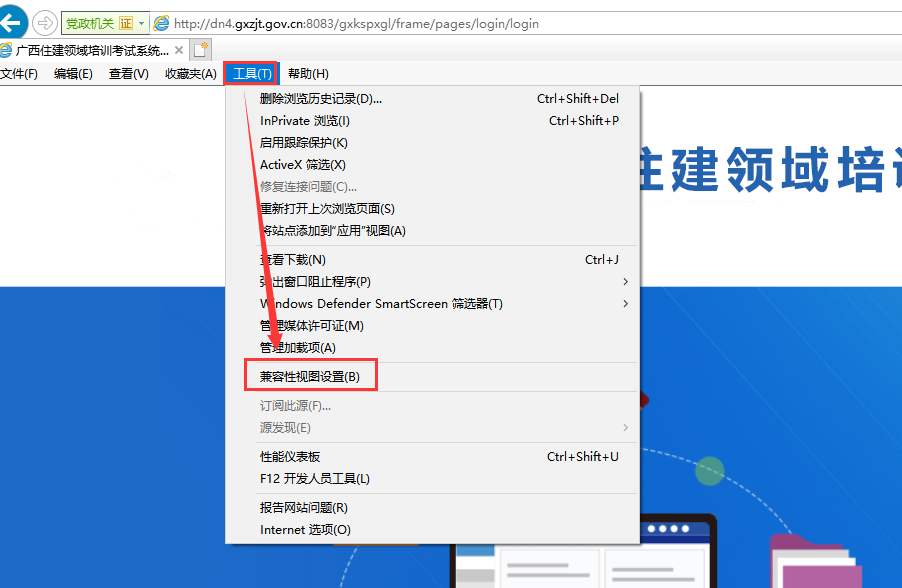 党政机关 证 http://dn4.gxzjt.gov.cn:8083/gxkspxgl/frame/pages/login/login
广西住建领域培训考试系统...
文件(F) 编辑(E) 查看(V) 收藏夹(A) 工具(T) 帮助(H)
删除浏览历史记录(D)... Ctrl+Shift+Del
InPrivate 浏览(I) Ctrl+Shift+P
启用跟踪保护(K)
ActiveX 筛选(X)
住建领域培训
修复连接问题(C)...
重新打开上次浏览页面(S)
将站点添加到“应用”视图(A)
查看下载(N) Ctrl+J
弹出窗口阻止程序(P)
Windows Defender SmartScreen 筛选器(T)
管理媒体许可证(M)
管理加载项(A)
兼容性视图设置(B)
订阅此源(F)...
源发现(E)
性能仪表板 Ctrl+Shift+U
F12 开发人员工具(L)
报告网站问题(R)
Internet 选项(O)